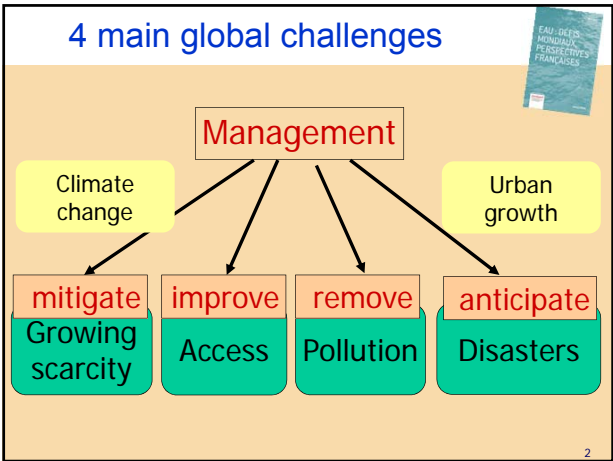 4 main global challenges
EAU : DÉFIS
MONDIAUX,
PERSPECTIVES
FRANÇAISES
Management
Climate
change
Urban
growth
mitigate
improve
remove
anticipate
Growing
scarcity
Access
Pollution
Disasters
2